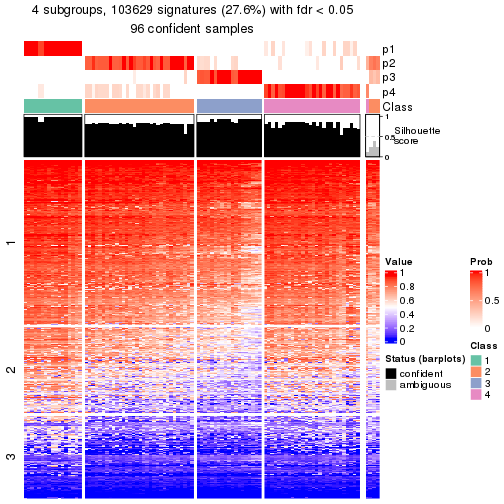 4 subgroups, 103629 signatures (27.6%) with fdr < 0.05
96 confident samples
p1
p2
p3
p4
Class
1
0.5
0
Silhouette
score
1
2
3
Value
1
0.8
0.6
0.4
0.2
0
Prob
1
0.5
0
Status (barplots)
confident
ambiguous
Class
1
2
3
4